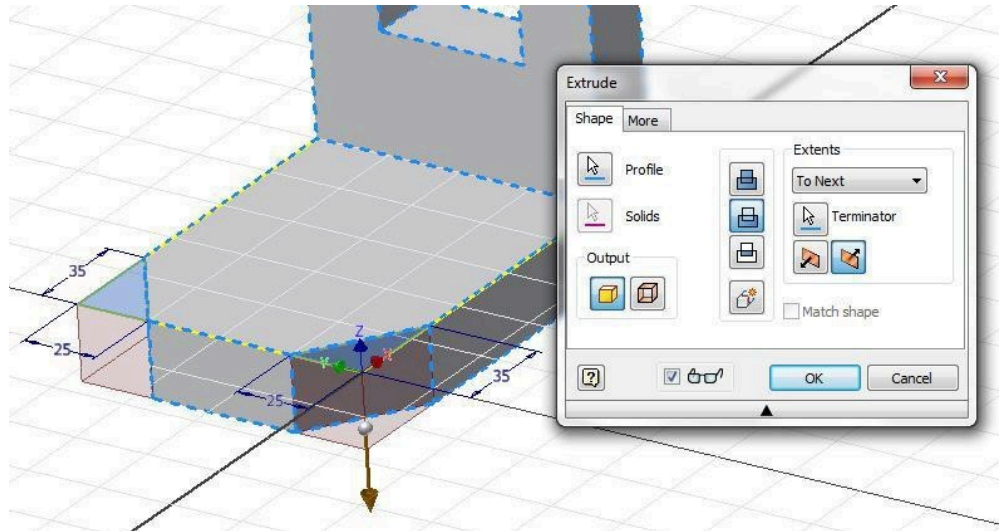 Extrude
Shape
More
Profile
Solids
Output
Extents
To Next
Terminator
Match shape
?
OK
Cancel
35
25
25
35
Z
Y
X